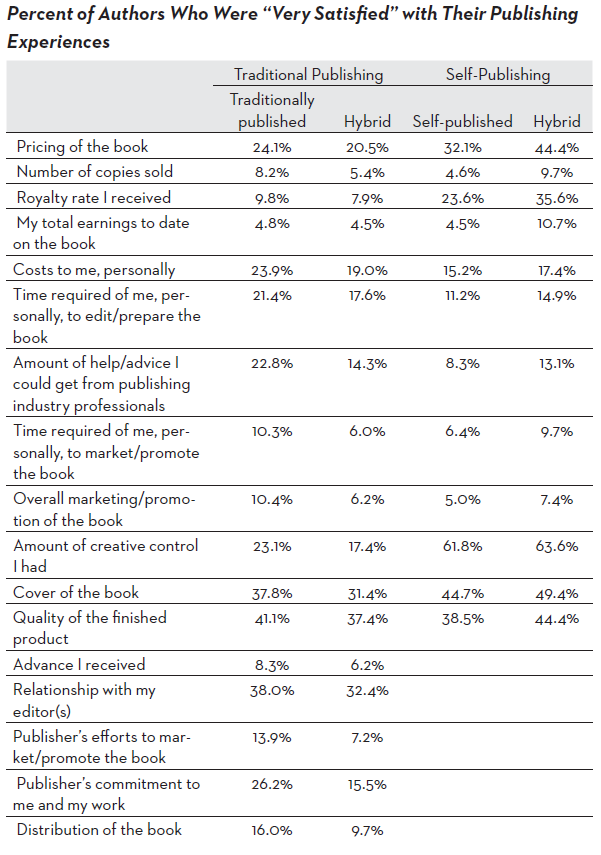 Percent of Authors Who Were “Very Satisfied” with Their Publishing
Experiences
Traditional Publishing Self-Publishing
Traditionally
published Hybrid Self-published Hybrid
Pricing of the book 24.1% 20.5% 32.1% 44.4%
Number of copies sold 8.2% 5.4% 4.6% 9.7%
Royalty rate I received 9.8% 7.9% 23.6% 35.6%
My total earnings to date 4.8% 4.5% 4.5% 10.7%
on the book
Costs to me, personally 23.9% 19.0% 15.2% 17.4%
Time required of me, per- 21.4% 17.6% 11.2% 14.9%
sonally, to edit/prepare the
book
Amount of help/advice I 22.8% 14.3% 8.3% 13.1%
could get from publishing
industry professionals
Time required of me, per- 10.3% 6.0% 6.4% 9.7%
sonally, to market/promote
the book
Overall marketing/promo- 10.4% 6.2% 5.0% 7.4%
tion of the book
Amount of creative control 23.1% 17.4% 61.8% 63.6%
I had
Cover of the book 37.8% 31.4% 44.7% 49.4%
Quality of the finished 41.1% 37.4% 38.5% 44.4%
product
Advance I received 8.3% 6.2%
Relationship with my 38.0% 32.4%
editor(s)
Publisher’s efforts to mar- 13.9% 7.2%
ket/promote the book
Publisher’s commitment to 26.2% 15.5%
me and my work
Distribution of the book 16.0% 9.7%